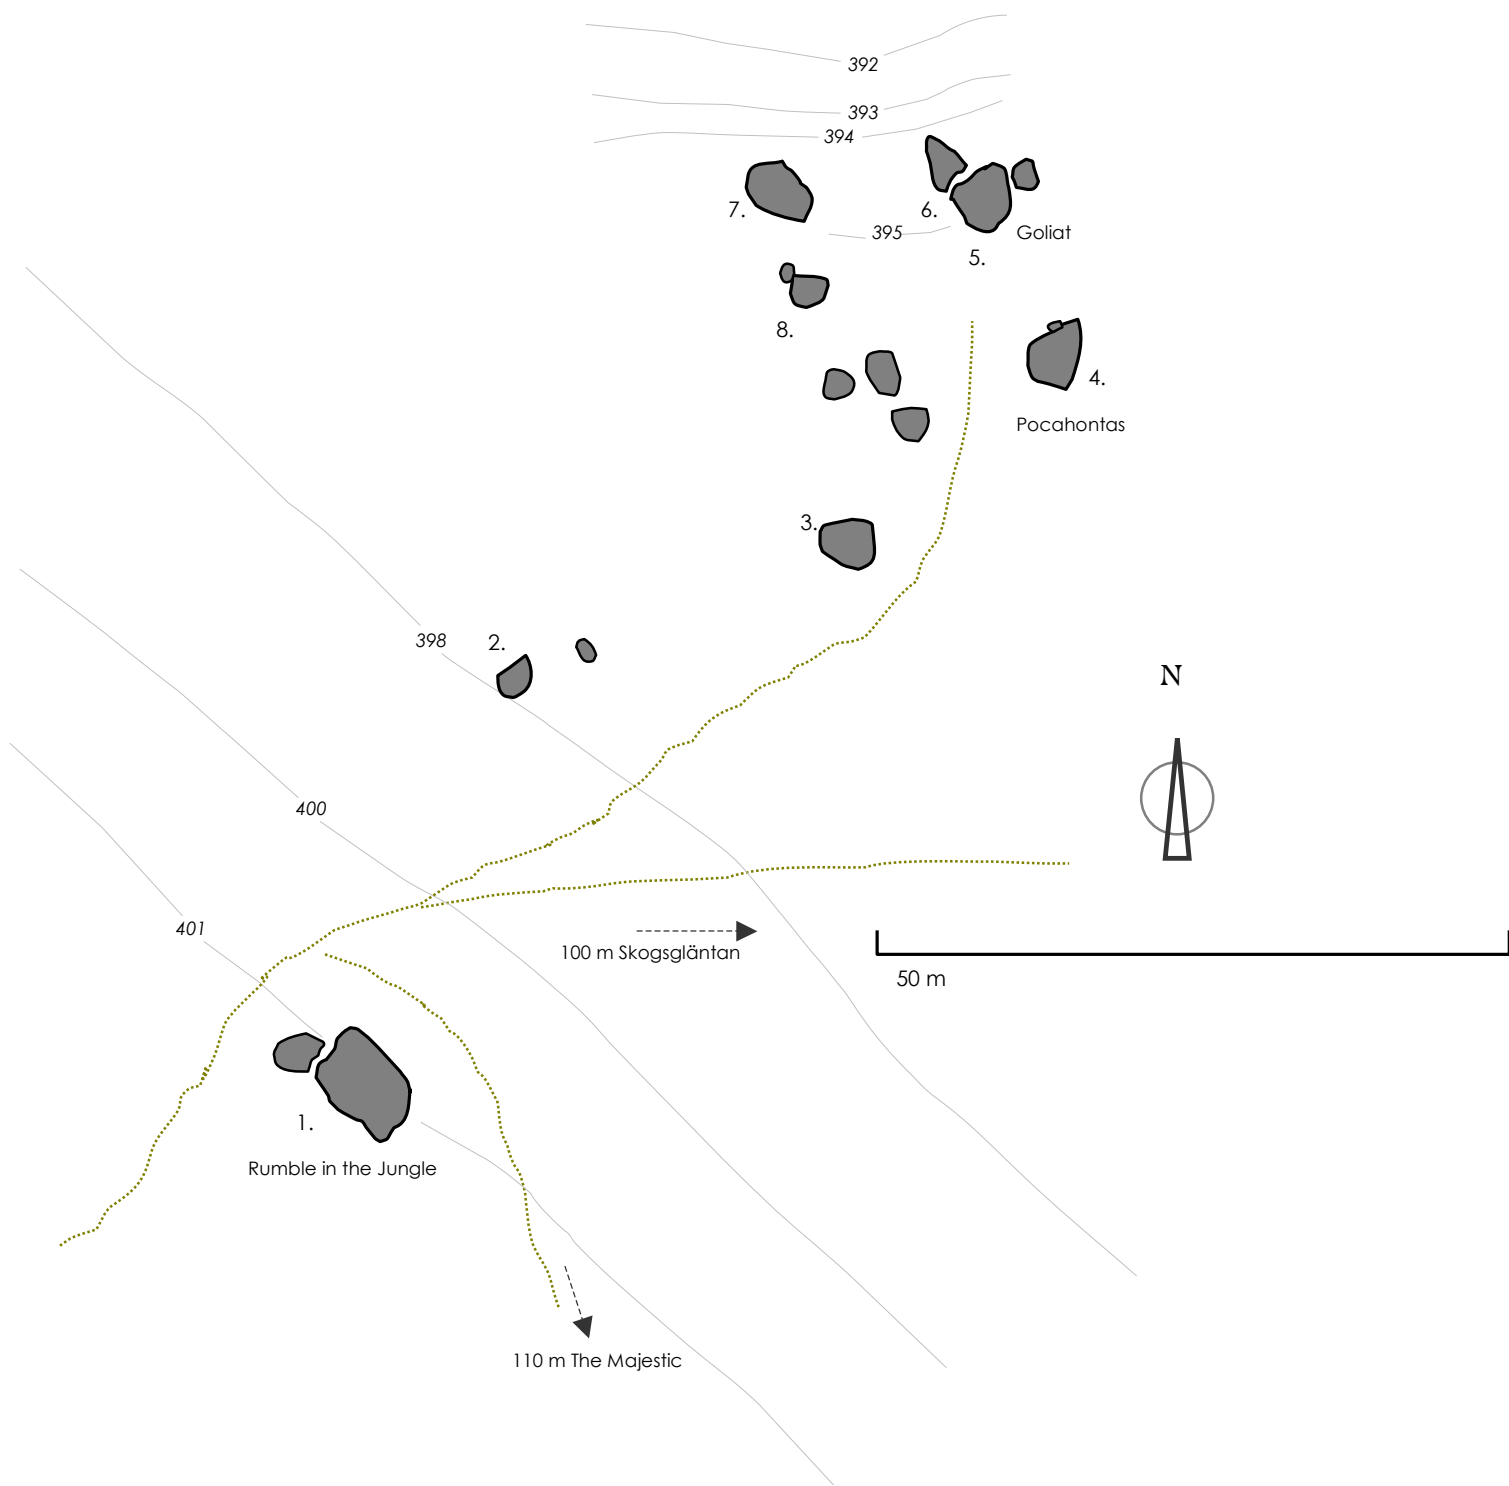 392
393
394
7.
6.
395
Goliat
5.
8.
4.
Pocahontas
3.
398
2.
N
400
401
100 m Skogsgläntan
50 m
1.
Rumble in the Jungle
110 m The Majestic